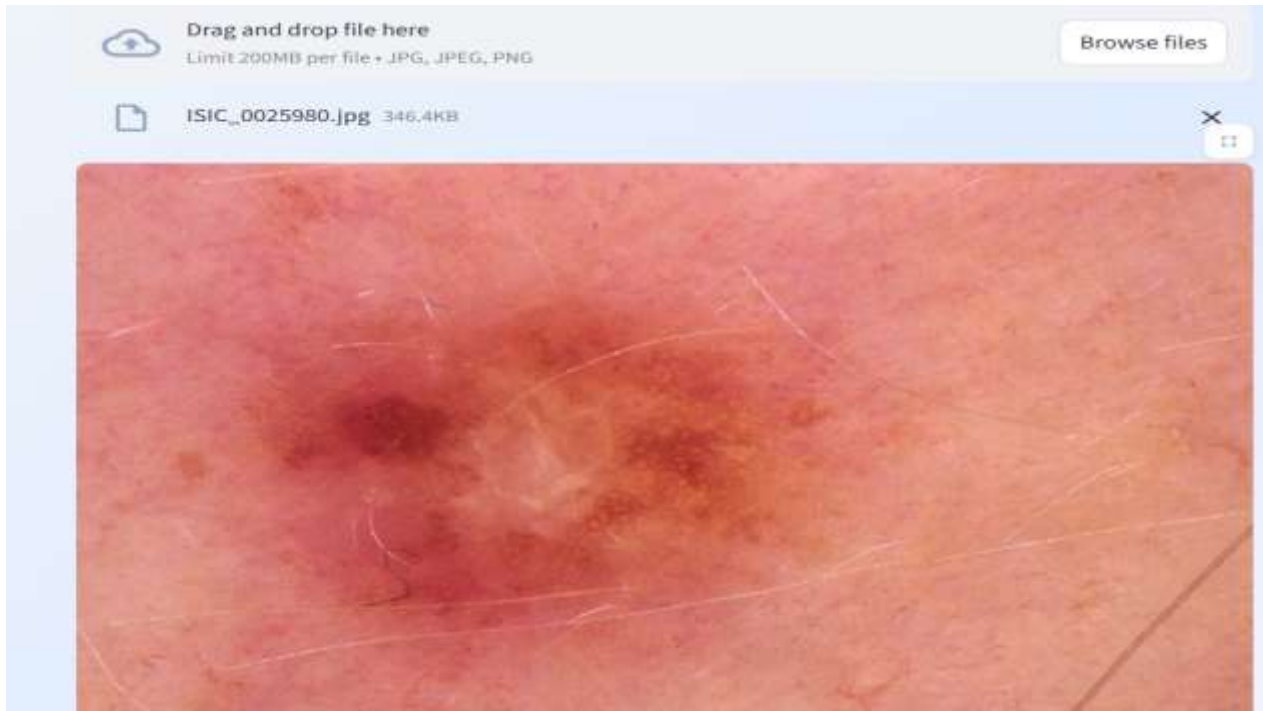 Drag and drop file here
Limit 200MB per file • JPG, JPEG, PNG
Browse files
ISIC_0025980.jpg 346.4KB